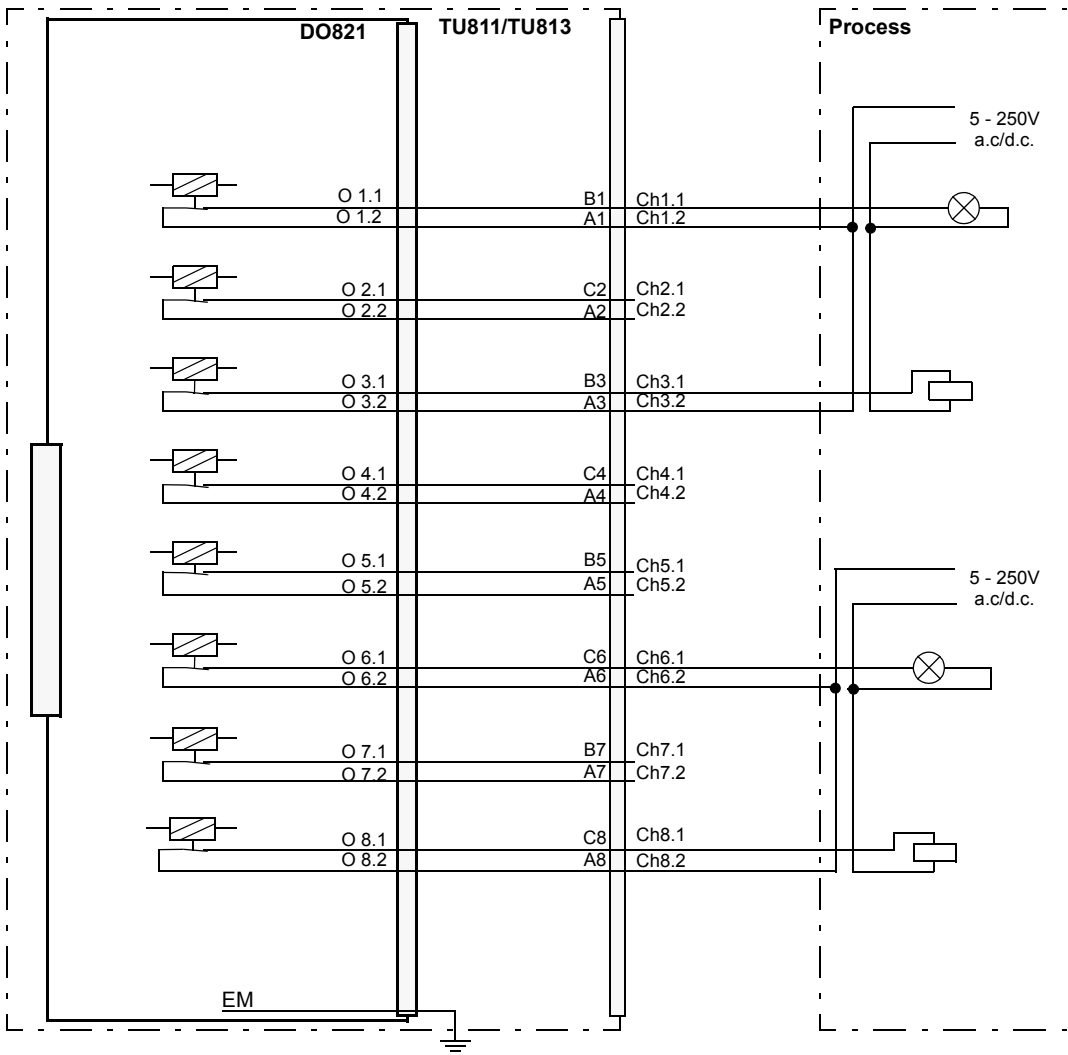 DO821 TU811/TU813 Process
5 - 250V
a.c/d.c.
O 1.1 B1 Ch1.1
O 1.2 A1 Ch1.2
O 2.1 C2 Ch2.1
O 2.2 A2 Ch2.2
O 3.1 B3 Ch3.1
O 3.2 A3 Ch3.2
O 4.1 C4 Ch4.1
O 4.2 A4 Ch4.2
O 5.1 B5 Ch5.1
O 5.2 A5 Ch5.2
5 - 250V
a.c/d.c.
O 6.1 C6 Ch6.1
O 6.2 A6 Ch6.2
O 7.1 B7 Ch7.1
O 7.2 A7 Ch7.2
O 8.1 C8 Ch8.1
O 8.2 A8 Ch8.2
EM